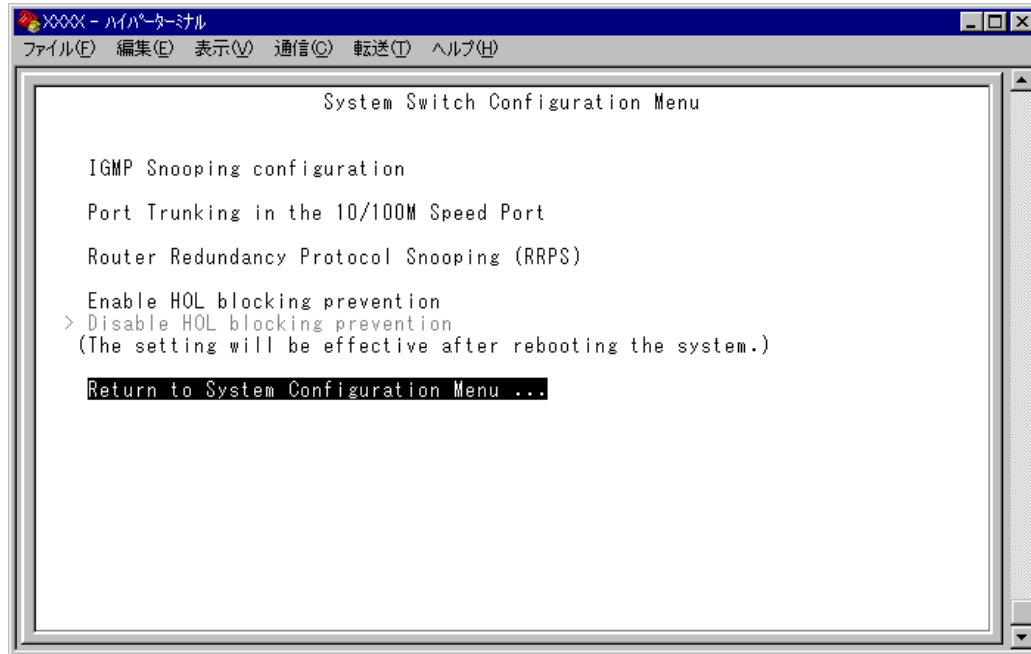 XXXX - ﾊｲﾊﾟｰﾀｰﾐﾅﾙ
ファイル(F) 編集(E) 表示(V) 通信(C) 転送(T) ヘルプ(H)
System Switch Configuration Menu
IGMP Snooping configuration
Port Trunking in the 10/100M Speed Port
Router Redundancy Protocol Snooping (RRPS)
Enable HOL blocking prevention
> Disable HOL blocking prevention
(The setting will be effective after rebooting the system.)
Return to System Configuration Menu ...